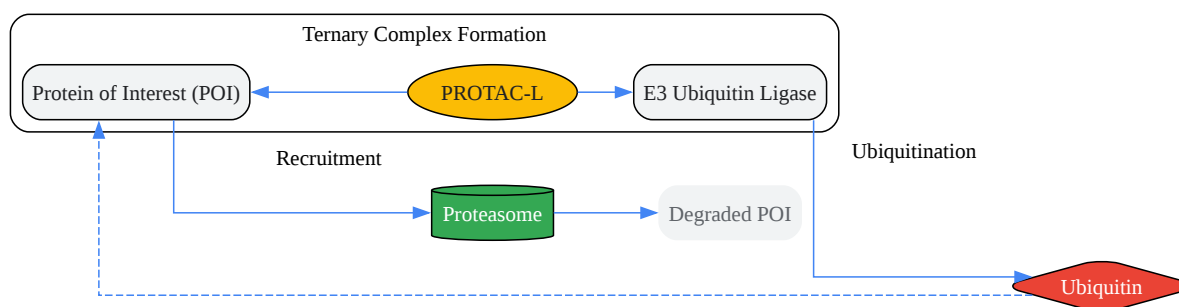 Ternary Complex Formation
Protein of Interest (POI)
PROTAC-L
E3 Ubiquitin Ligase
Recruitment
Ubiquitination
Proteasome
Degraded POI
Ubiquitin